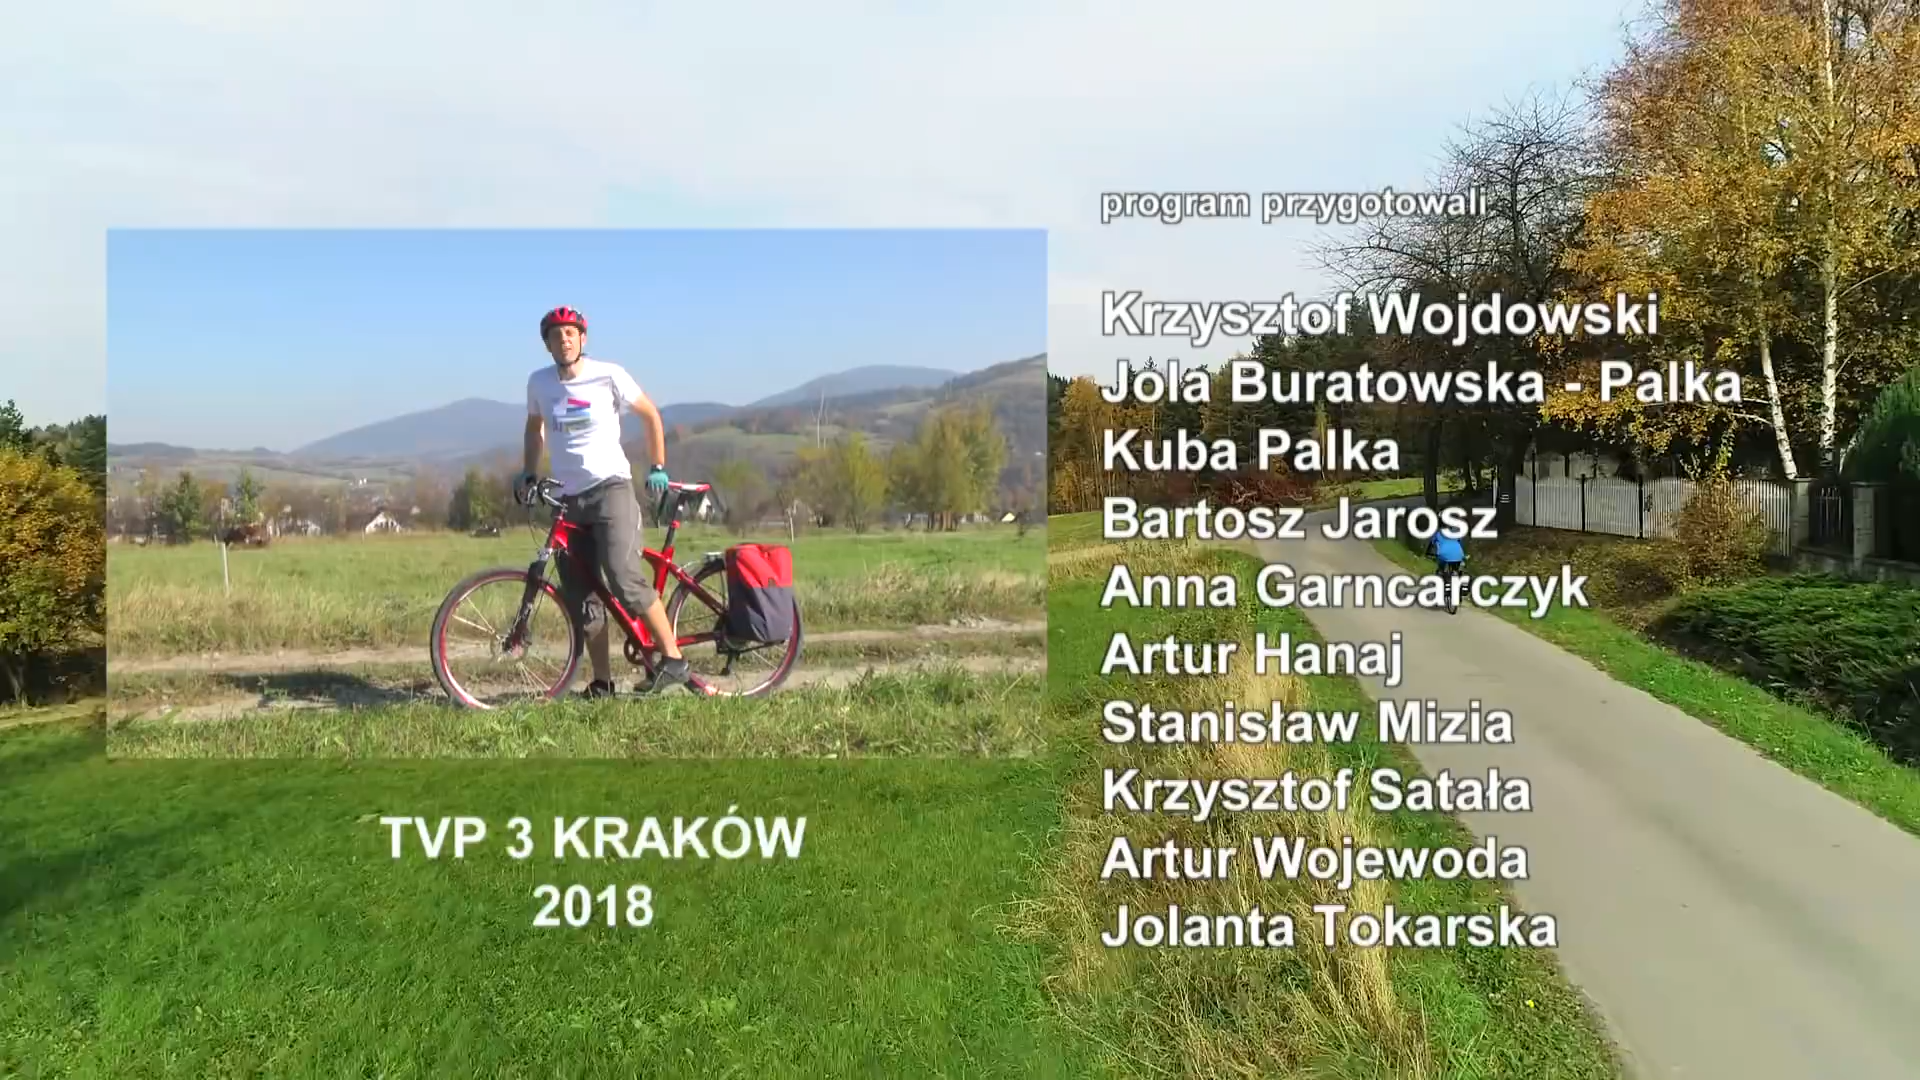 program przygotowali
Krzysztof Wojdowski
Jola Buratowska - Palka
Kuba Palka
Bartosz Jarosz
Anna Garncarczyk
Artur Hanaj
Stanisław Mizia
Krzysztof Satała
Artur Wojewoda
Jolanta Tokarska
TVP 3 KRAKÓW
2018